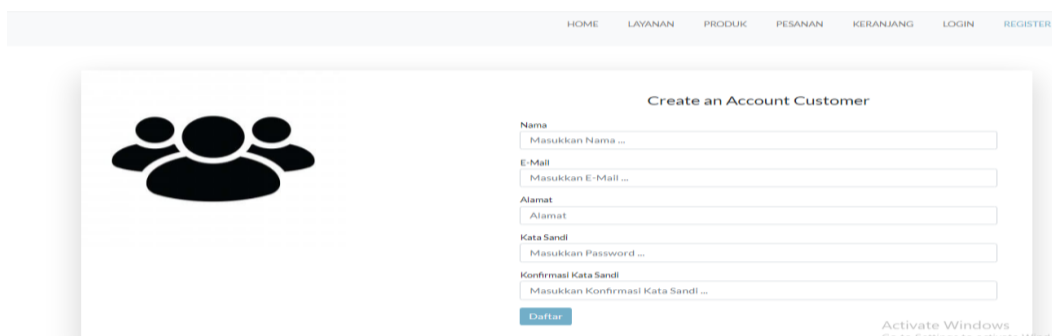 HOME LAYANAN PRODUK PESANAN KERANJANG LOGIN REGISTER
Create an Account Customer
Nama
Masukkan Nama ...
E-Mail
Masukkan E-Mail ...
Alamat
Alamat
Kata Sandi
Masukkan Password ...
Konfirmasi Kata Sandi
Masukkan Konfirmasi Kata Sandi ...
Daftar
Activate Windows